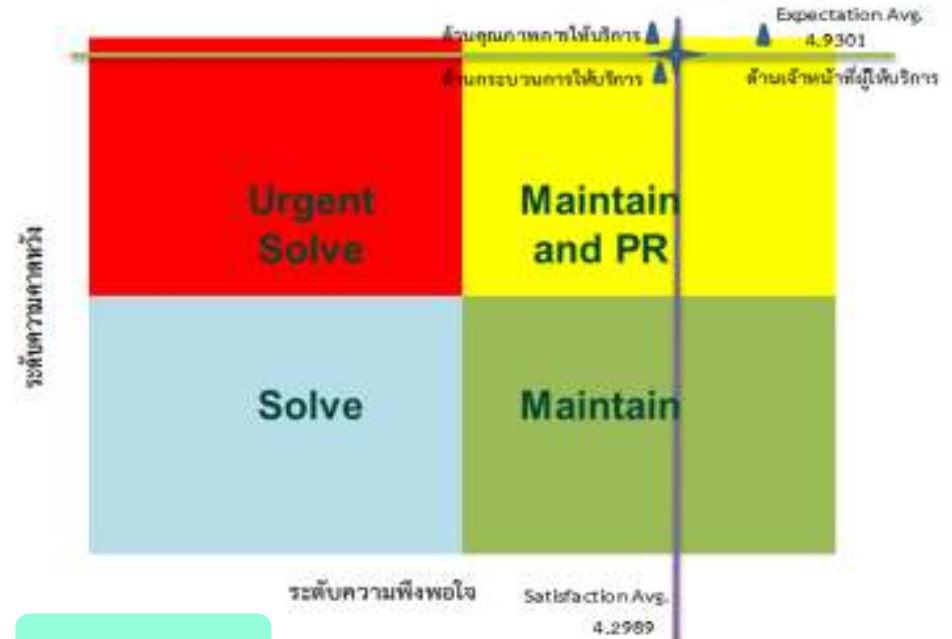 Expectation Avg.
ด้านคุณภาพการให้บริการ
4.9301
ด้านกระบวนการให้บริการ
ด้านเจ้าหน้าที่ผู้ให้บริการ
Urgent
Solve
Maintain
and PR
ระดับความคาดหวัง
Solve
Maintain
ระดับความพึงพอใจ
Satisfaction Avg.
4.2989